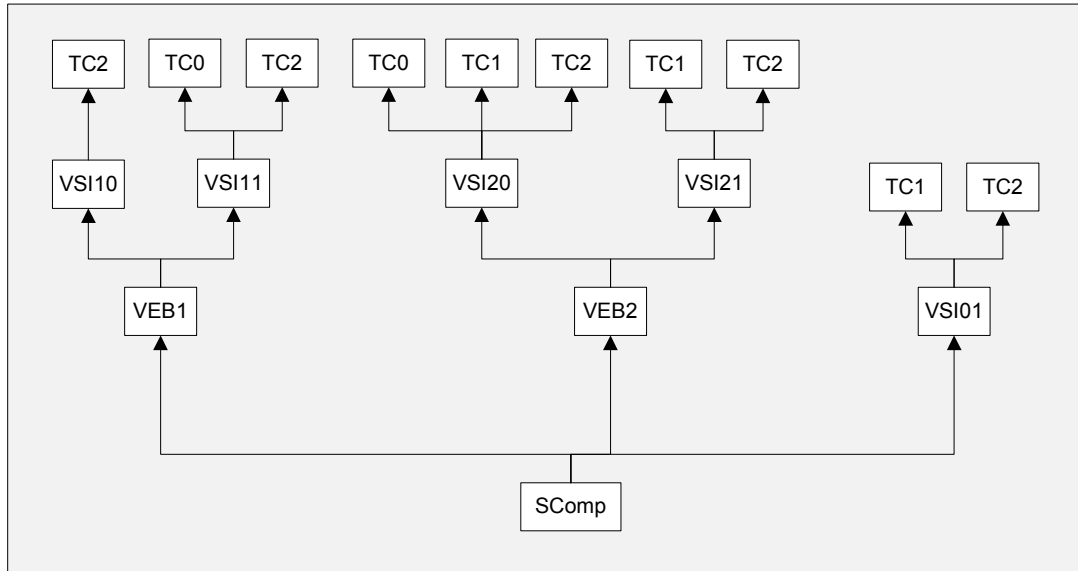 TC2 TC0 TC2 TC0 TC1 TC2 TC1 TC2
VSI10 VSI11 VSI20 VSI21 TC1 TC2
VEB1 VEB2 VSI01
SComp